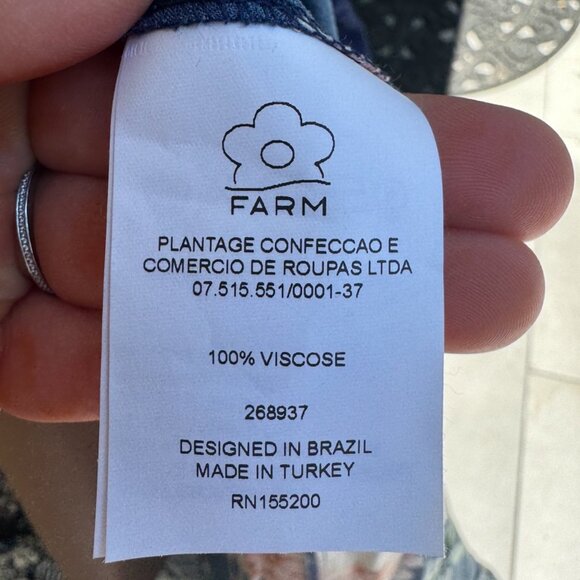 FARM
PLANTAGE CONFECCAO E
COMERCIO DE ROUPAS LTDA
07.515.551/0001-37
100% VISCOSE
268937
DESIGNED IN BRAZIL
MADE IN TURKEY
RN155200